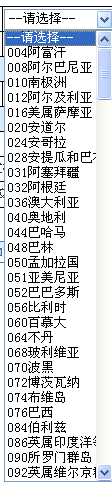 --请选择--
--请选择--
004阿富汗
008阿尔巴尼亚
010南极洲
012阿尔及利亚
016美属萨摩亚
020安道尔
024安哥拉
028安提瓜和巴
031阿塞拜疆
032阿根廷
036澳大利亚
040奥地利
044巴哈马
048巴林
050孟加拉国
051亚美尼亚
052巴巴多斯
056比利时
060百慕大
064不丹
068玻利维亚
070波黑
072博茨瓦纳
074布维岛
076巴西
084伯利兹
086英属印度洋领
090所罗门群岛
092英属维尔京